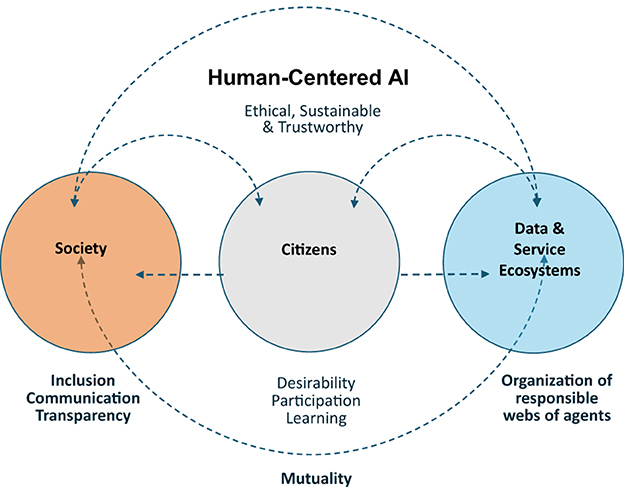 Human-Centered AI
Ethical, Sustainable
& Trustworthy
Society
Citizens
Data &
Service
Ecosystems
Inclusion
Communication
Transparency
Desirability
Participation
Learning
Organization of
responsible
webs of agents
Mutuality